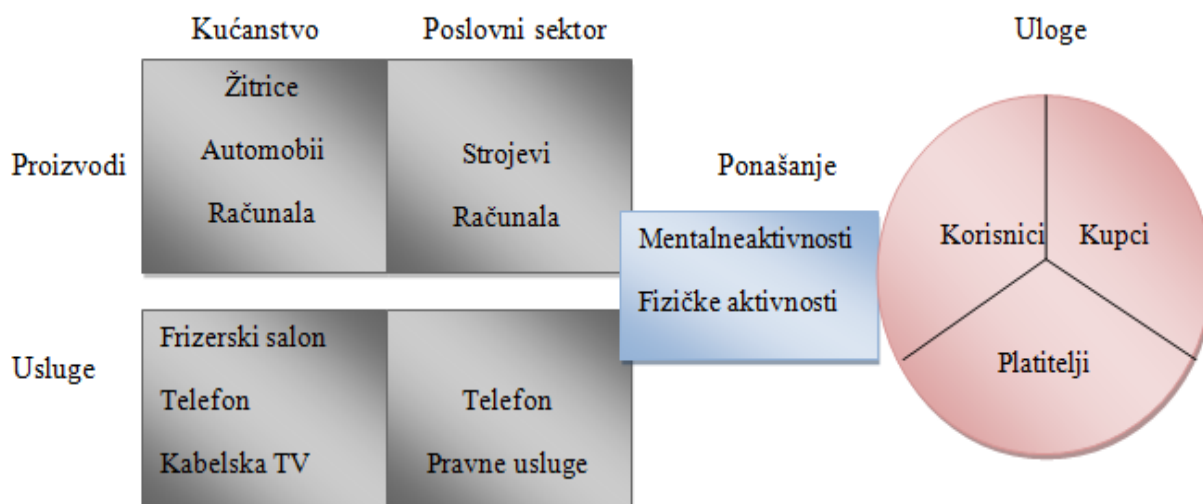 Kućanstvo
Poslovni sektor
Uloge
Proizvodi
Žitrice
Automobii
Računala
Strojevi
Računala
Ponašanje
Mentalneaktivnosti
Fizičke aktivnosti
Korisnici
Kupci
Platitelji
Usluge
Frizerski salon
Telefon
Kabelska TV
Telefon
Pravne usluge